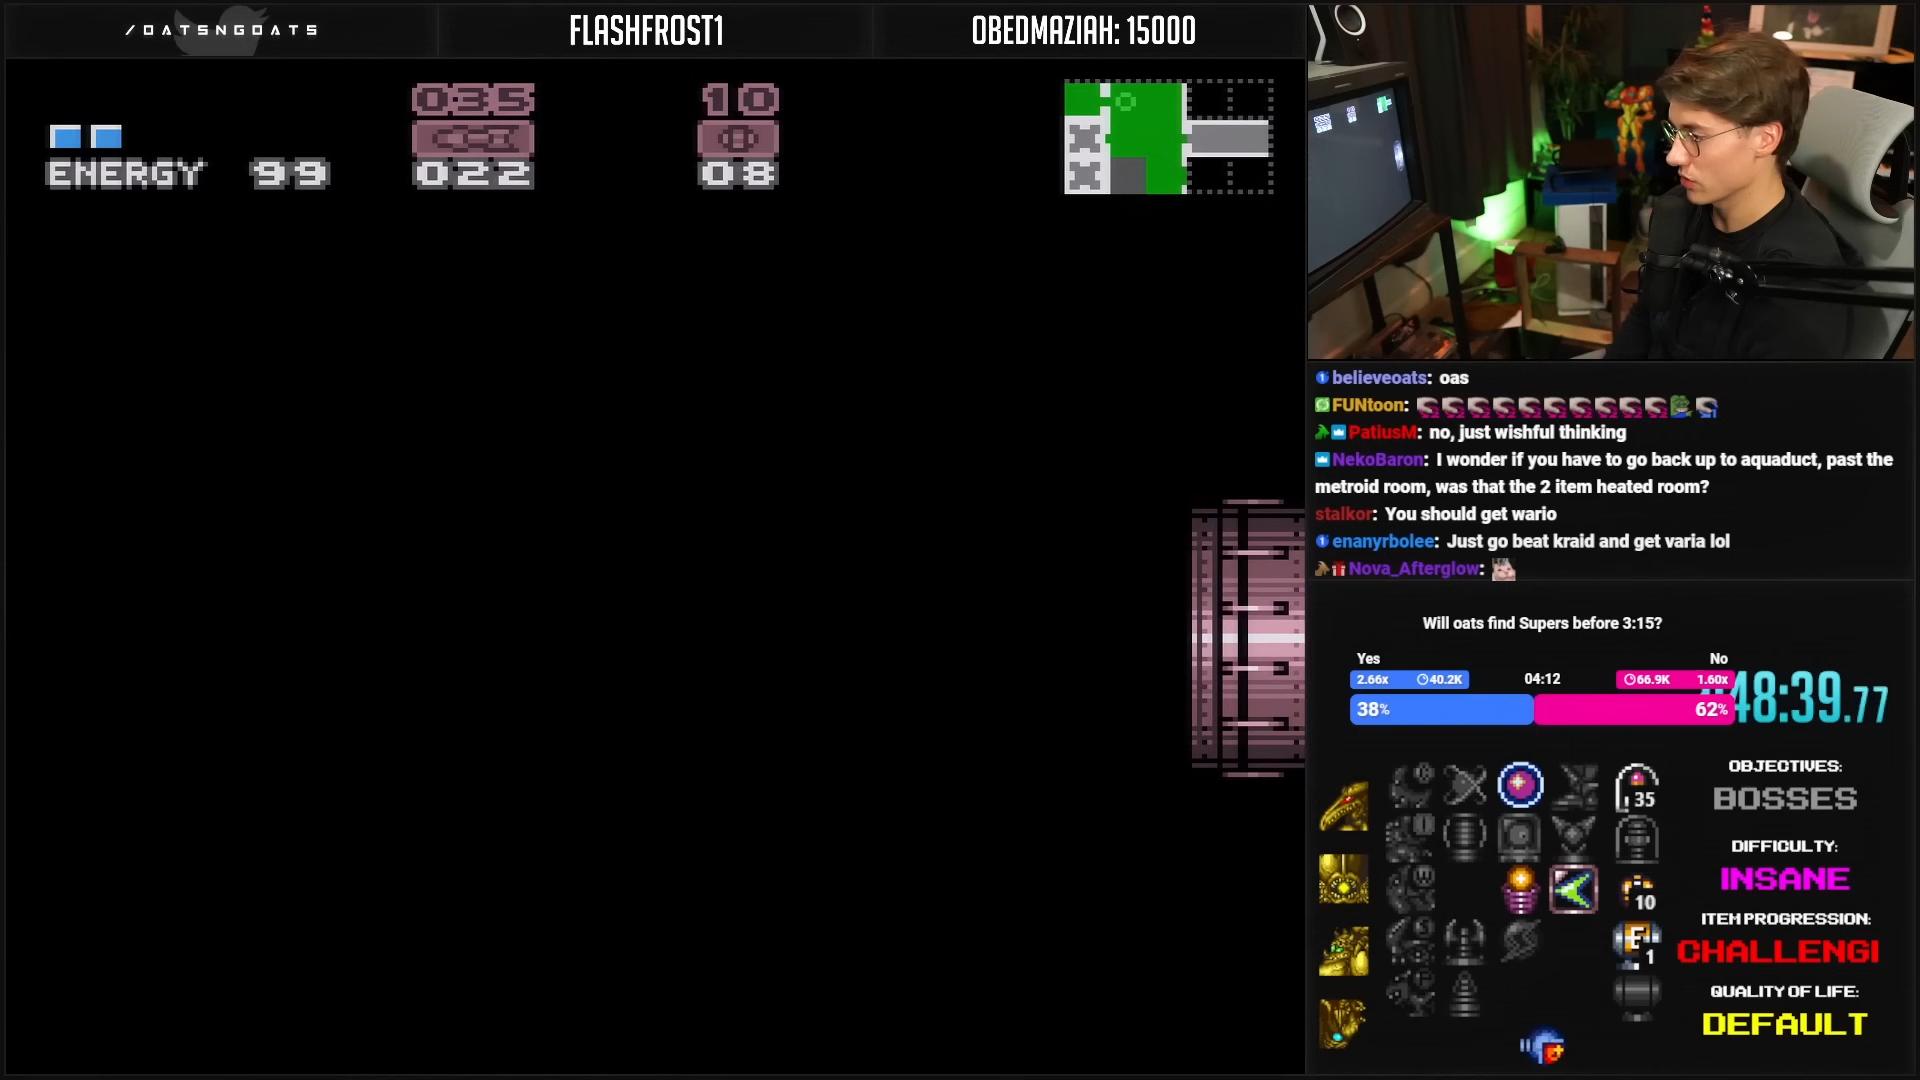 /OATSNGOATS
FLASHFROST1
OBEDMAZIAH: 15000
035
10
ENERGY 99
022
08
believeoats: oas
FUNtoon:
PatiusM: no, just wishful thinking
NekoBaron: I wonder if you have to go back up to aquaduct, past the
metroid room, was that the 2 item heated room?
stalkor: You should get wario
enanyrbolee: Just go beat kraid and get varia lol
Nova_Afterglow:
Will oats find Supers before 3:15?
Yes
No
2.66x 40.2K
04:12
66.9K 1.60x
38%
62%
48:39.77
35
10
1
OBJECTIVES:
BOSSES
DIFFICULTY:
INSANE
ITEM PROGRESSION:
CHALLENGI
QUALITY OF LIFE:
DEFAULT